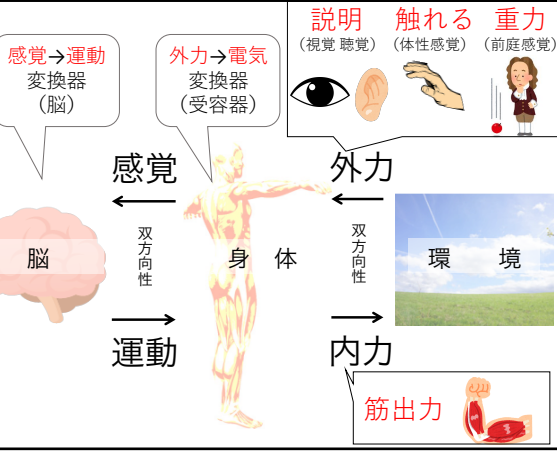 説明 触れる 重力
(視覚 聴覚) (体性感覚) (前庭感覚)
感覚→運動
変換器
(脳)
外力→電気
変換器
(受容器)
感覚
外力
双方向性
双方向性
脳
身 体
環 境
運動
内力
筋出力